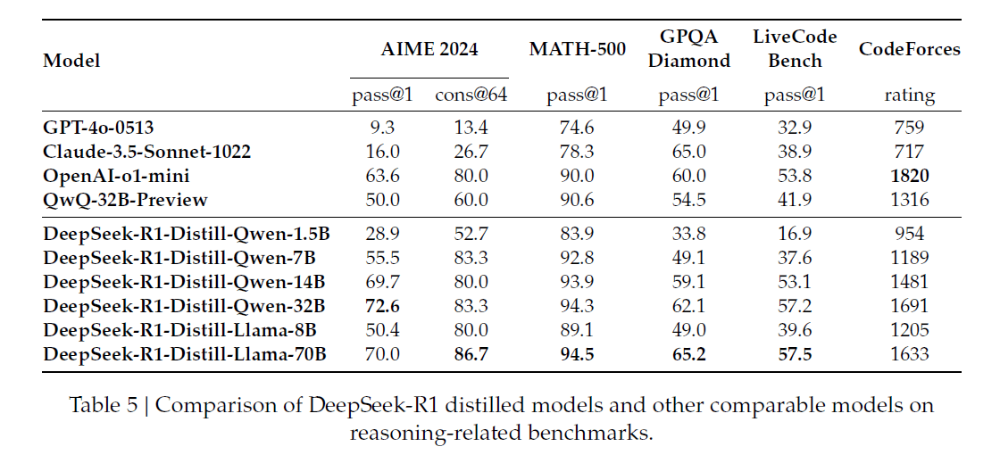 Model AIME 2024 MATH-500 GPQA Diamond LiveCode Bench CodeForces
pass@1 cons@64 pass@1 pass@1 pass@1 rating
GPT-4o-0513 9.3 13.4 74.6 49.9 32.9 759
Claude-3.5-Sonnet-1022 16.0 26.7 78.3 65.0 38.9 717
OpenAI-o1-mini 63.6 80.0 90.0 60.0 53.8 1820
QwQ-32B-Preview 50.0 60.0 90.6 54.5 41.9 1316
DeepSeek-R1-Distill-Qwen-1.5B 28.9 52.7 83.9 33.8 16.9 954
DeepSeek-R1-Distill-Qwen-7B 55.5 83.3 92.8 49.1 37.6 1189
DeepSeek-R1-Distill-Qwen-14B 69.7 80.0 93.9 59.1 53.1 1481
DeepSeek-R1-Distill-Qwen-32B 72.6 83.3 94.3 62.1 57.2 1691
DeepSeek-R1-Distill-Llama-8B 50.4 80.0 89.1 49.0 39.6 1205
DeepSeek-R1-Distill-Llama-70B 70.0 86.7 94.5 65.2 57.5 1633
Table 5 | Comparison of DeepSeek-R1 distilled models and other comparable models on
reasoning-related benchmarks.